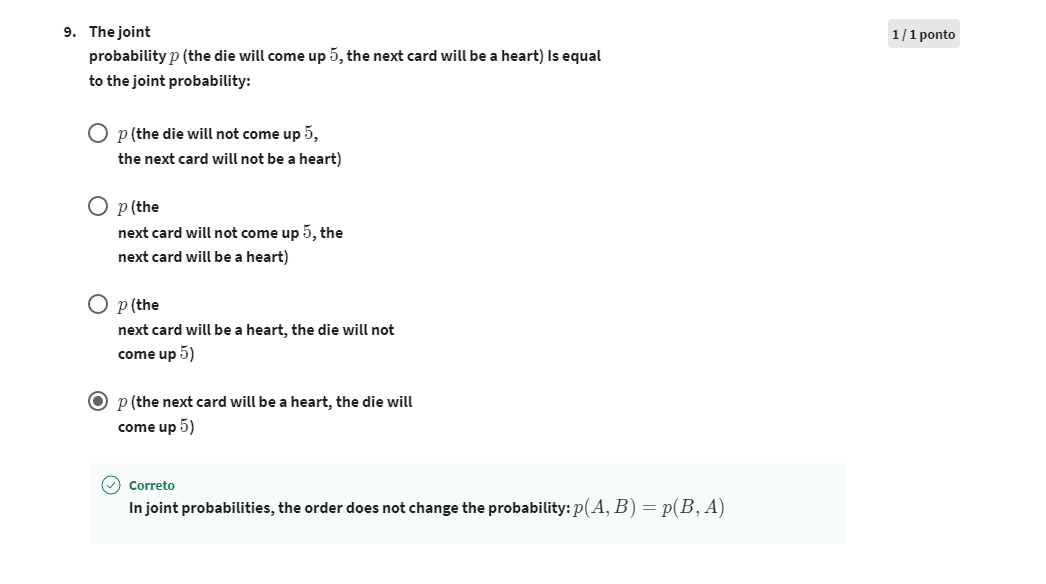 9. The joint
1 / 1 ponto
probability p (the die will come up 5, the next card will be a heart) Is equal
to the joint probability:
p (the die will not come up 5,
the next card will not be a heart)
p (the
next card will not come up 5, the
next card will be a heart)
p (the
next card will be a heart, the die will not
come up 5)
p (the next card will be a heart, the die will
come up 5)
Correto
In joint probabilities, the order does not change the probability: p(A, B) = p(B, A)